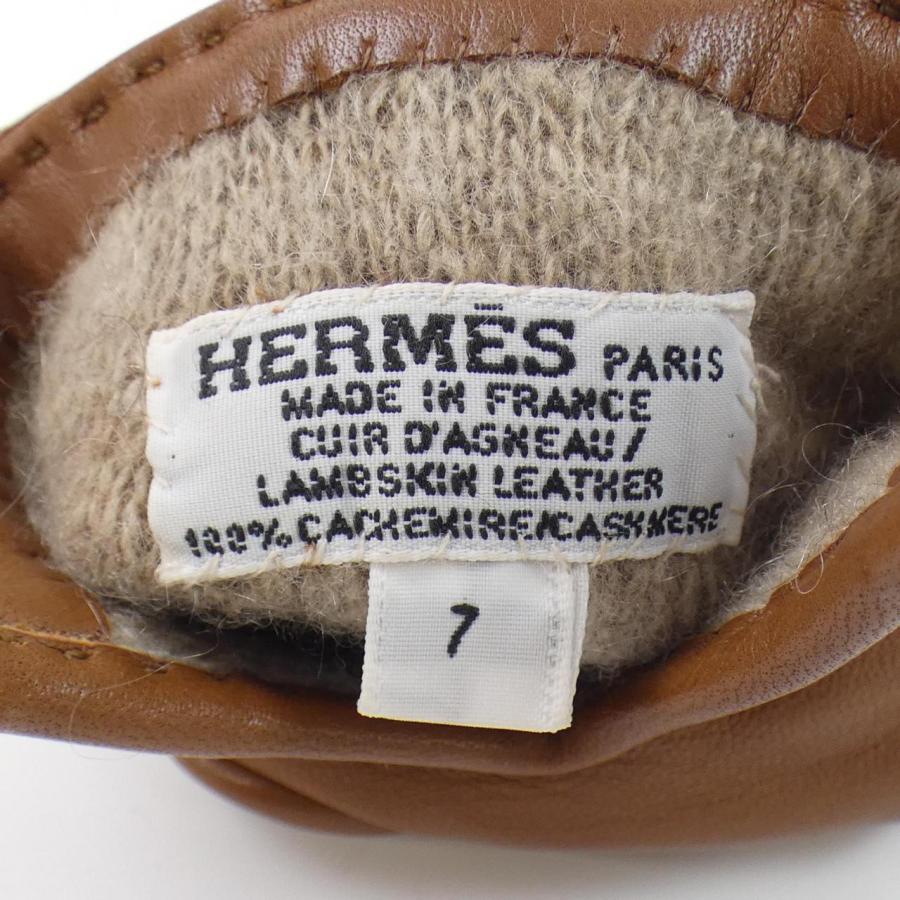 HERMÈS PARIS
MADE IN FRANCE
CUIR D'AGNEAU/
LAMBSKIN LEATHER
100% CACHEMIRE/CASHMERE
7